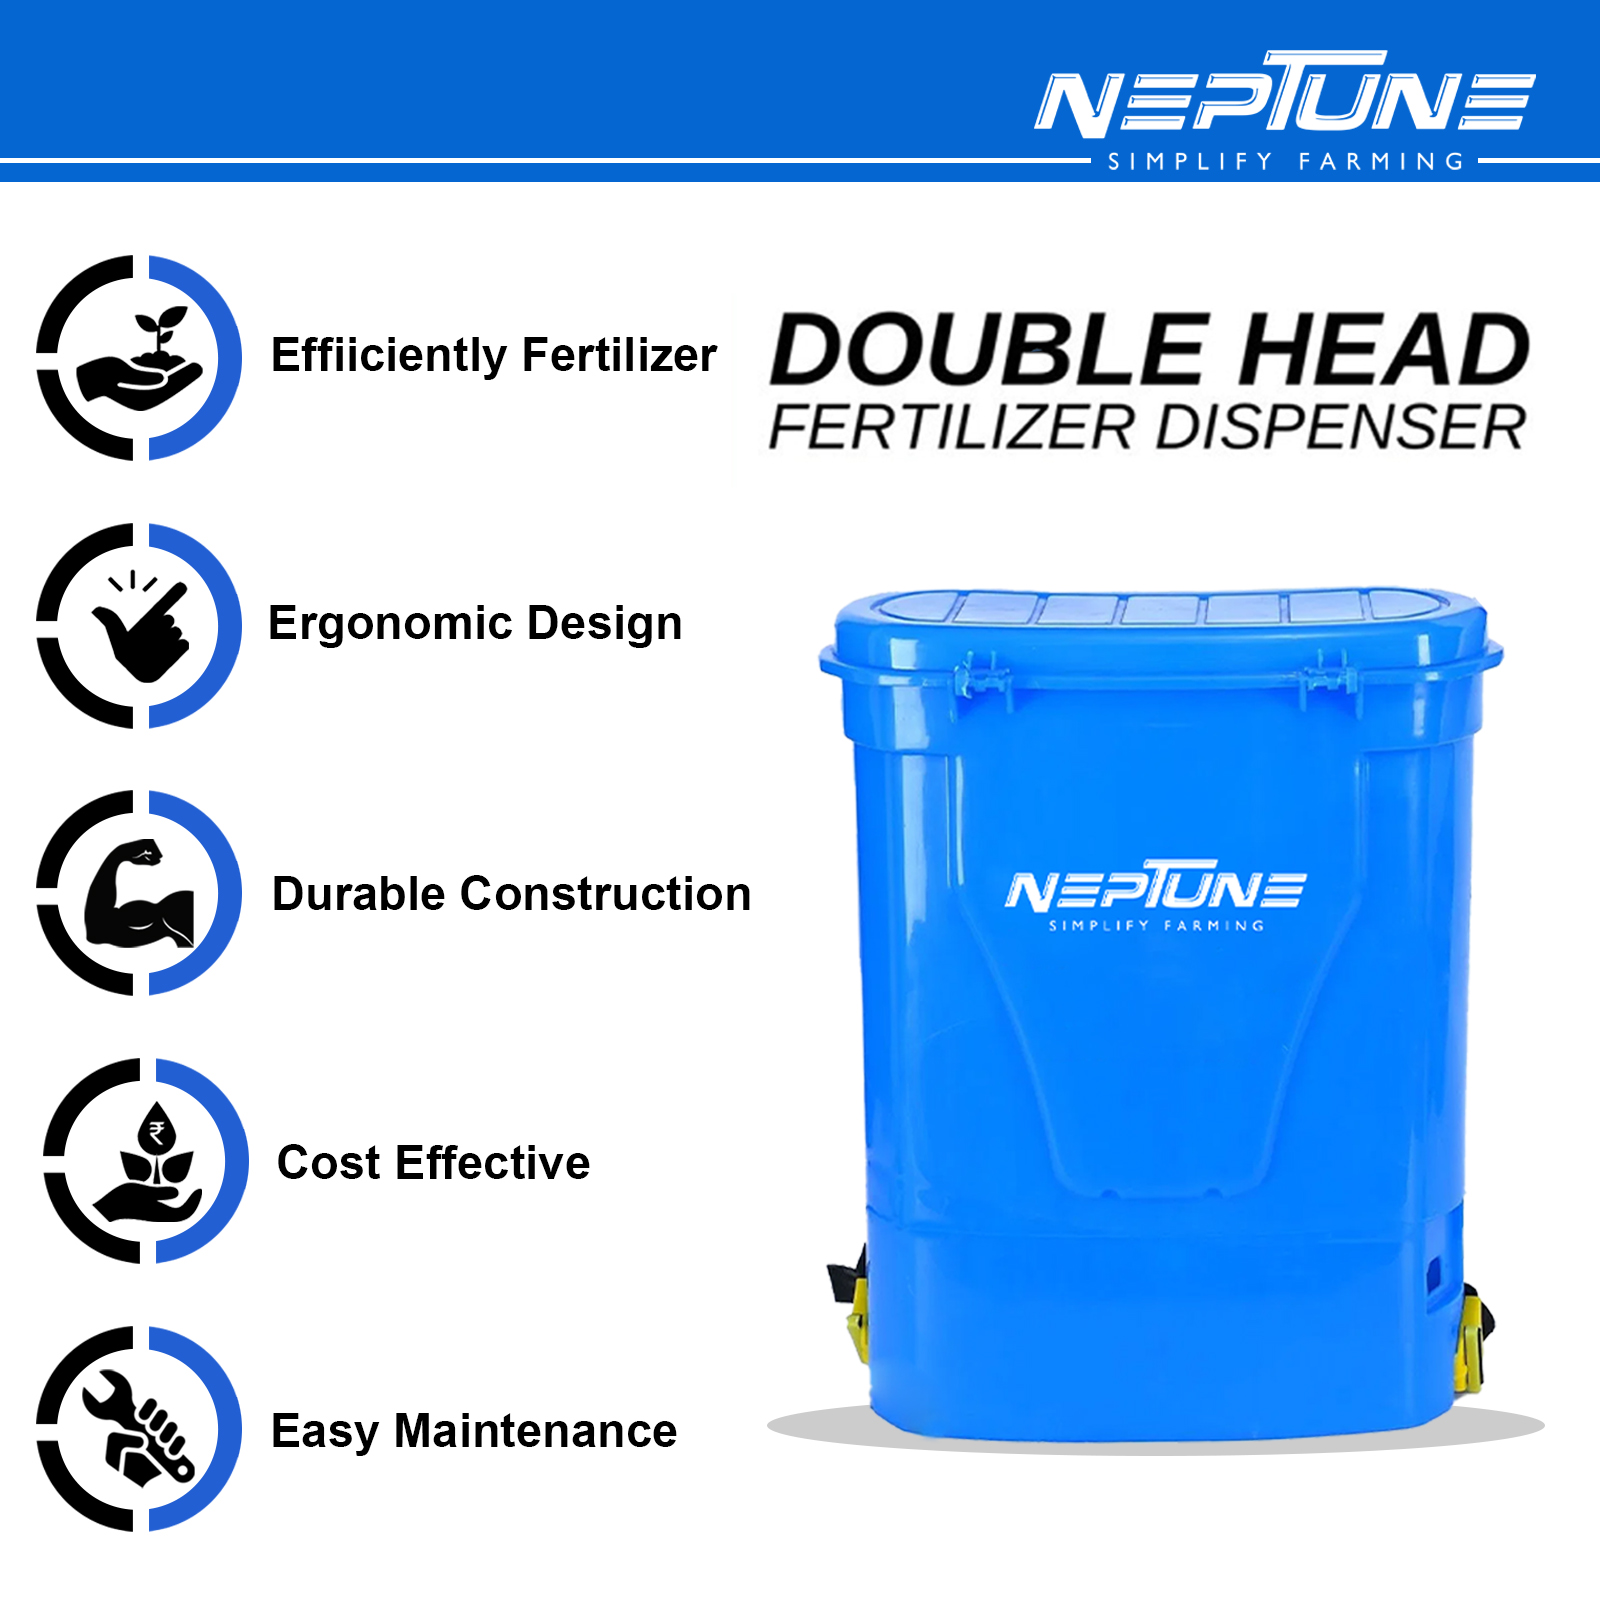 NEPTUNE
SIMPLIFY FARMING
Effiiciently Fertilizer
DOUBLE HEAD
FERTILIZER DISPENSER
Ergonomic Design
Durable Construction
NEPTUNE
SIMPLIFY FARMING
₹
Cost Effective
Easy Maintenance